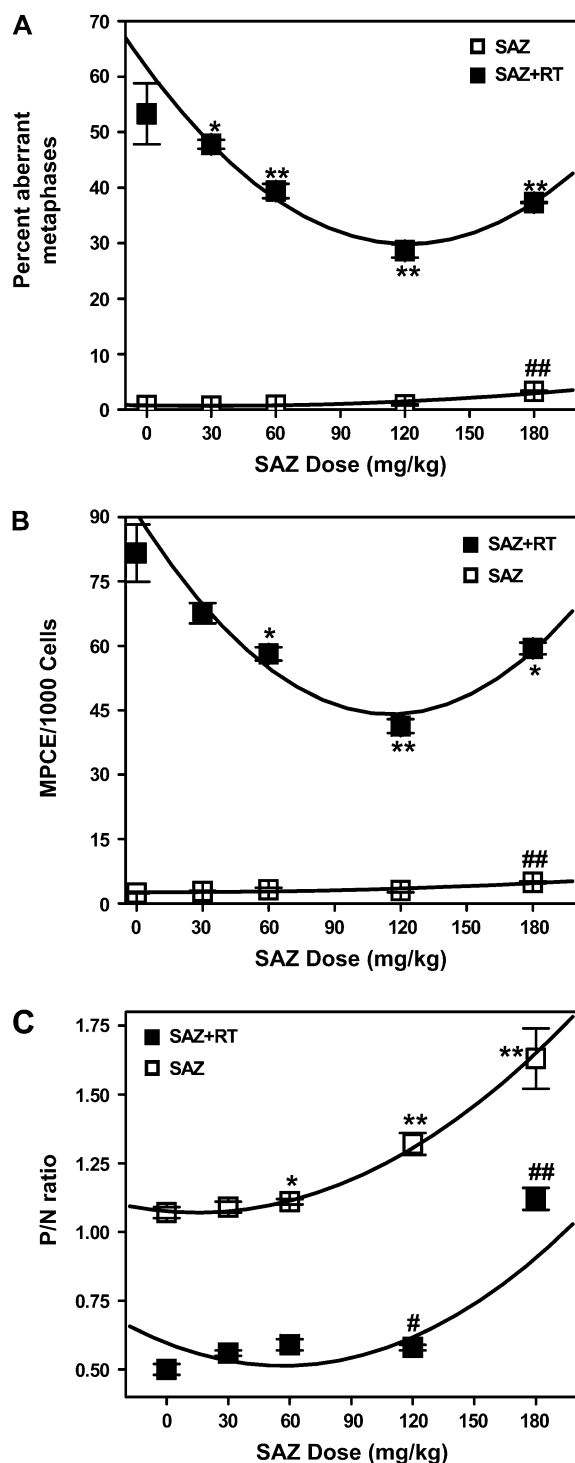 A
70
60
50
40
30
20
10
0
Percent aberrant
metaphases
SAZ
SAZ+RT
*
**
**
**
##
0 30 60 90 120 150 180
SAZ Dose (mg/kg)
B
90
75
60
45
30
15
0
MPCE/1000 Cells
SAZ+RT
SAZ
*
**
*
##
0 30 60 90 120 150 180
SAZ Dose (mg/kg)
C
1.75
1.50
1.25
1.00
0.75
0.50
P/N ratio
SAZ+RT
SAZ
*
**
**
#
##
0 30 60 90 120 150 180
SAZ Dose (mg/kg)